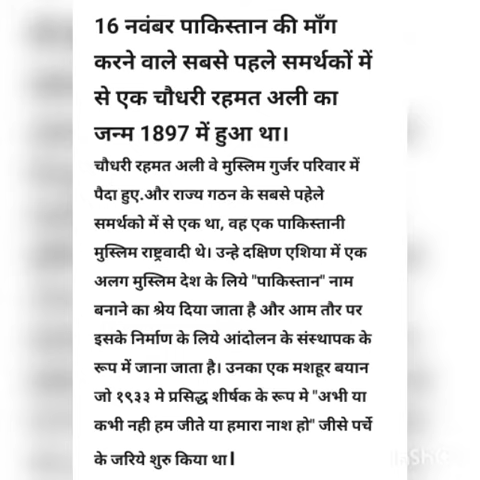 16 नवंबर पाकिस्तान की माँग
करने वाले सबसे पहले समर्थकों में
से एक चौधरी रहमत अली का
जन्म 1897 में हुआ था।
चौधरी रहमत अली वे मुस्लिम गुर्जर परिवार में
पैदा हुए.और राज्य गठन के सबसे पहले
समर्थको में से एक था, वह एक पाकिस्तानी
मुस्लिम राष्ट्रवादी थे। उन्हे दक्षिण एशिया में एक
अलग मुस्लिम देश के लिये "पाकिस्तान" नाम
बनाने का श्रेय दिया जाता है और आम तौर पर
इसके निर्माण के लिये आंदोलन के संस्थापक के
रूप में जाना जाता है। उनका एक मशहूर बयान
जो १९३३ मे प्रसिद्ध शीर्षक के रूप मे "अभी या
कभी नही हम जीते या हमारा नाश हो" जीसे पर्चे
के जरिये शुरु किया था।